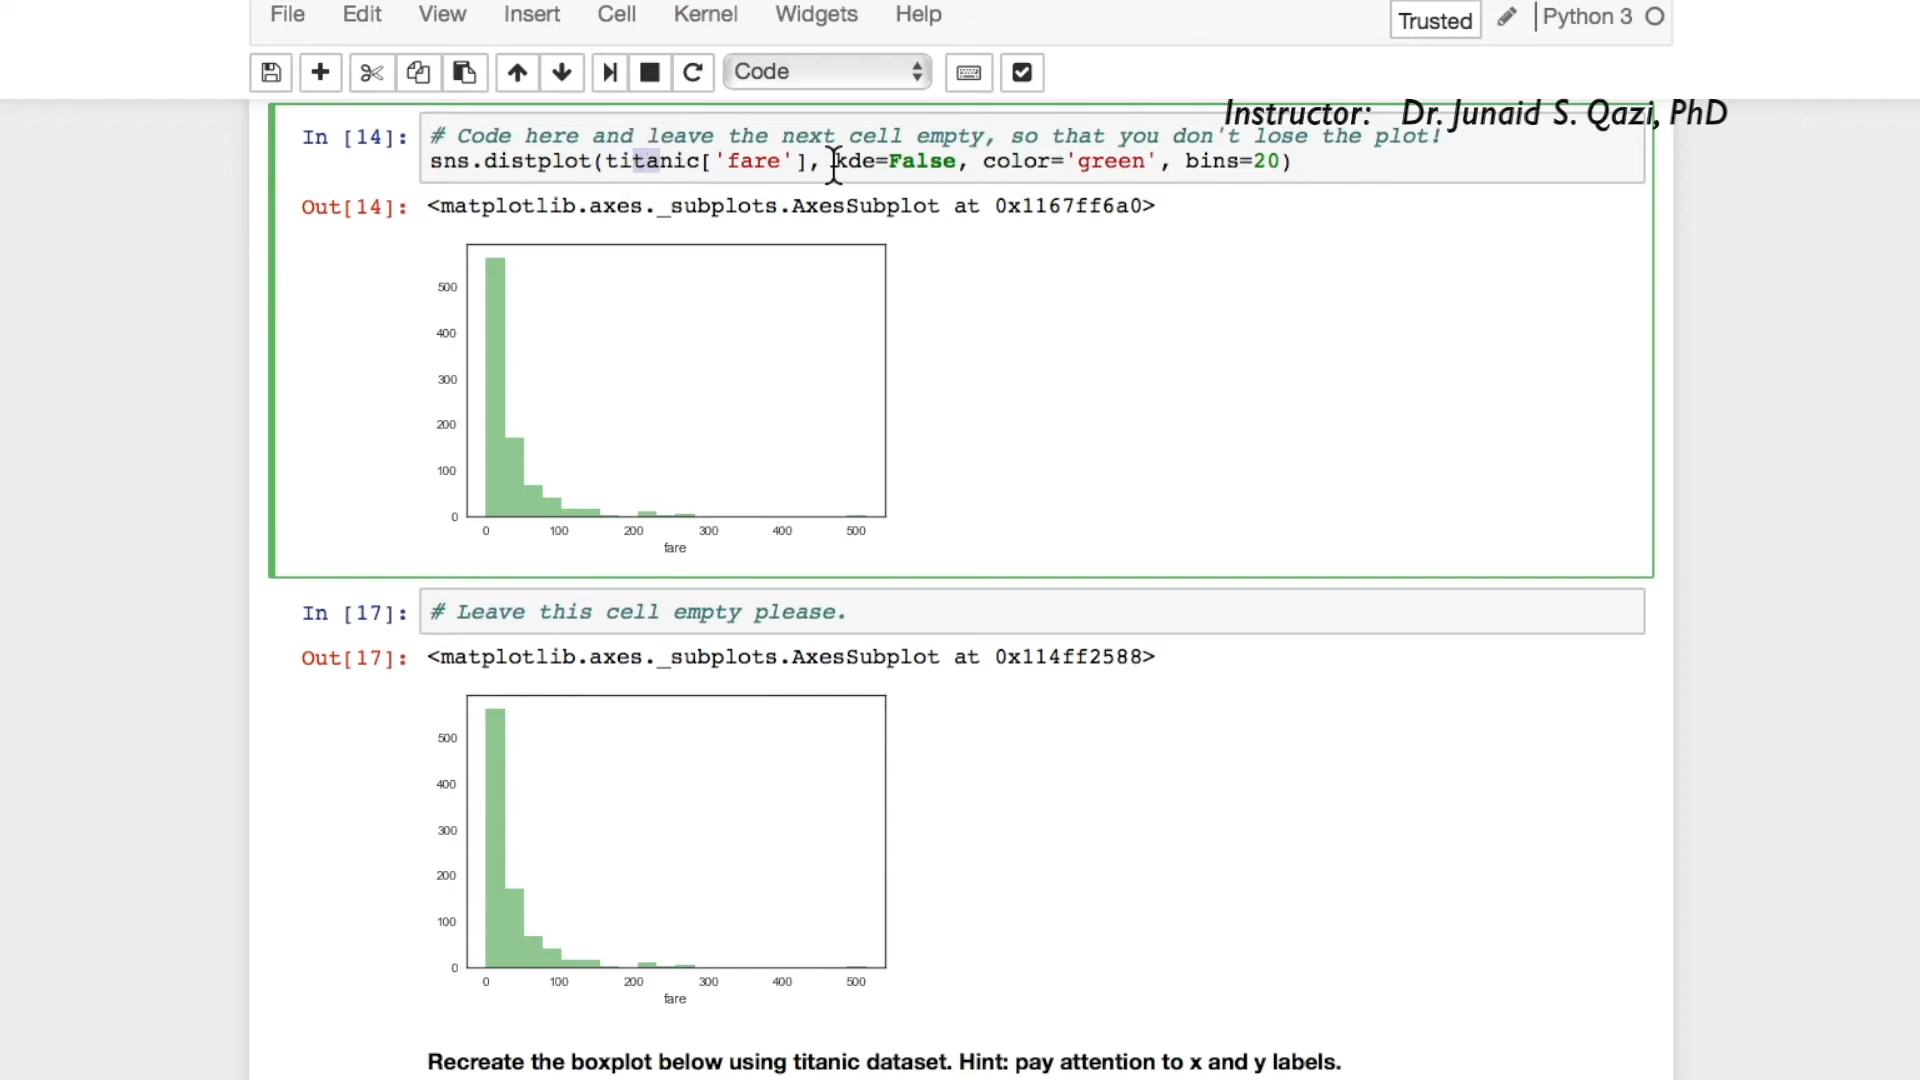 File Edit View Insert Cell Kernel Widgets Help Trusted Python 3
Code
Instructor: Dr. Junaid S. Qazi, PhD
In [14]: # Code here and leave the next cell empty, so that you don't lose the plot!
sns.distplot(titanic['fare'], kde=False, color='green', bins=20)
Out[14]: <matplotlib.axes._subplots.AxesSubplot at 0x1167ff6a0>
500
400
300
200
100
0
0 100 200 300 400 500
fare
In [17]: # Leave this cell empty please.
Out[17]: <matplotlib.axes._subplots.AxesSubplot at 0x114ff2588>
500
400
300
200
100
0
0 100 200 300 400 500
fare
Recreate the boxplot below using titanic dataset. Hint: pay attention to x and y labels.